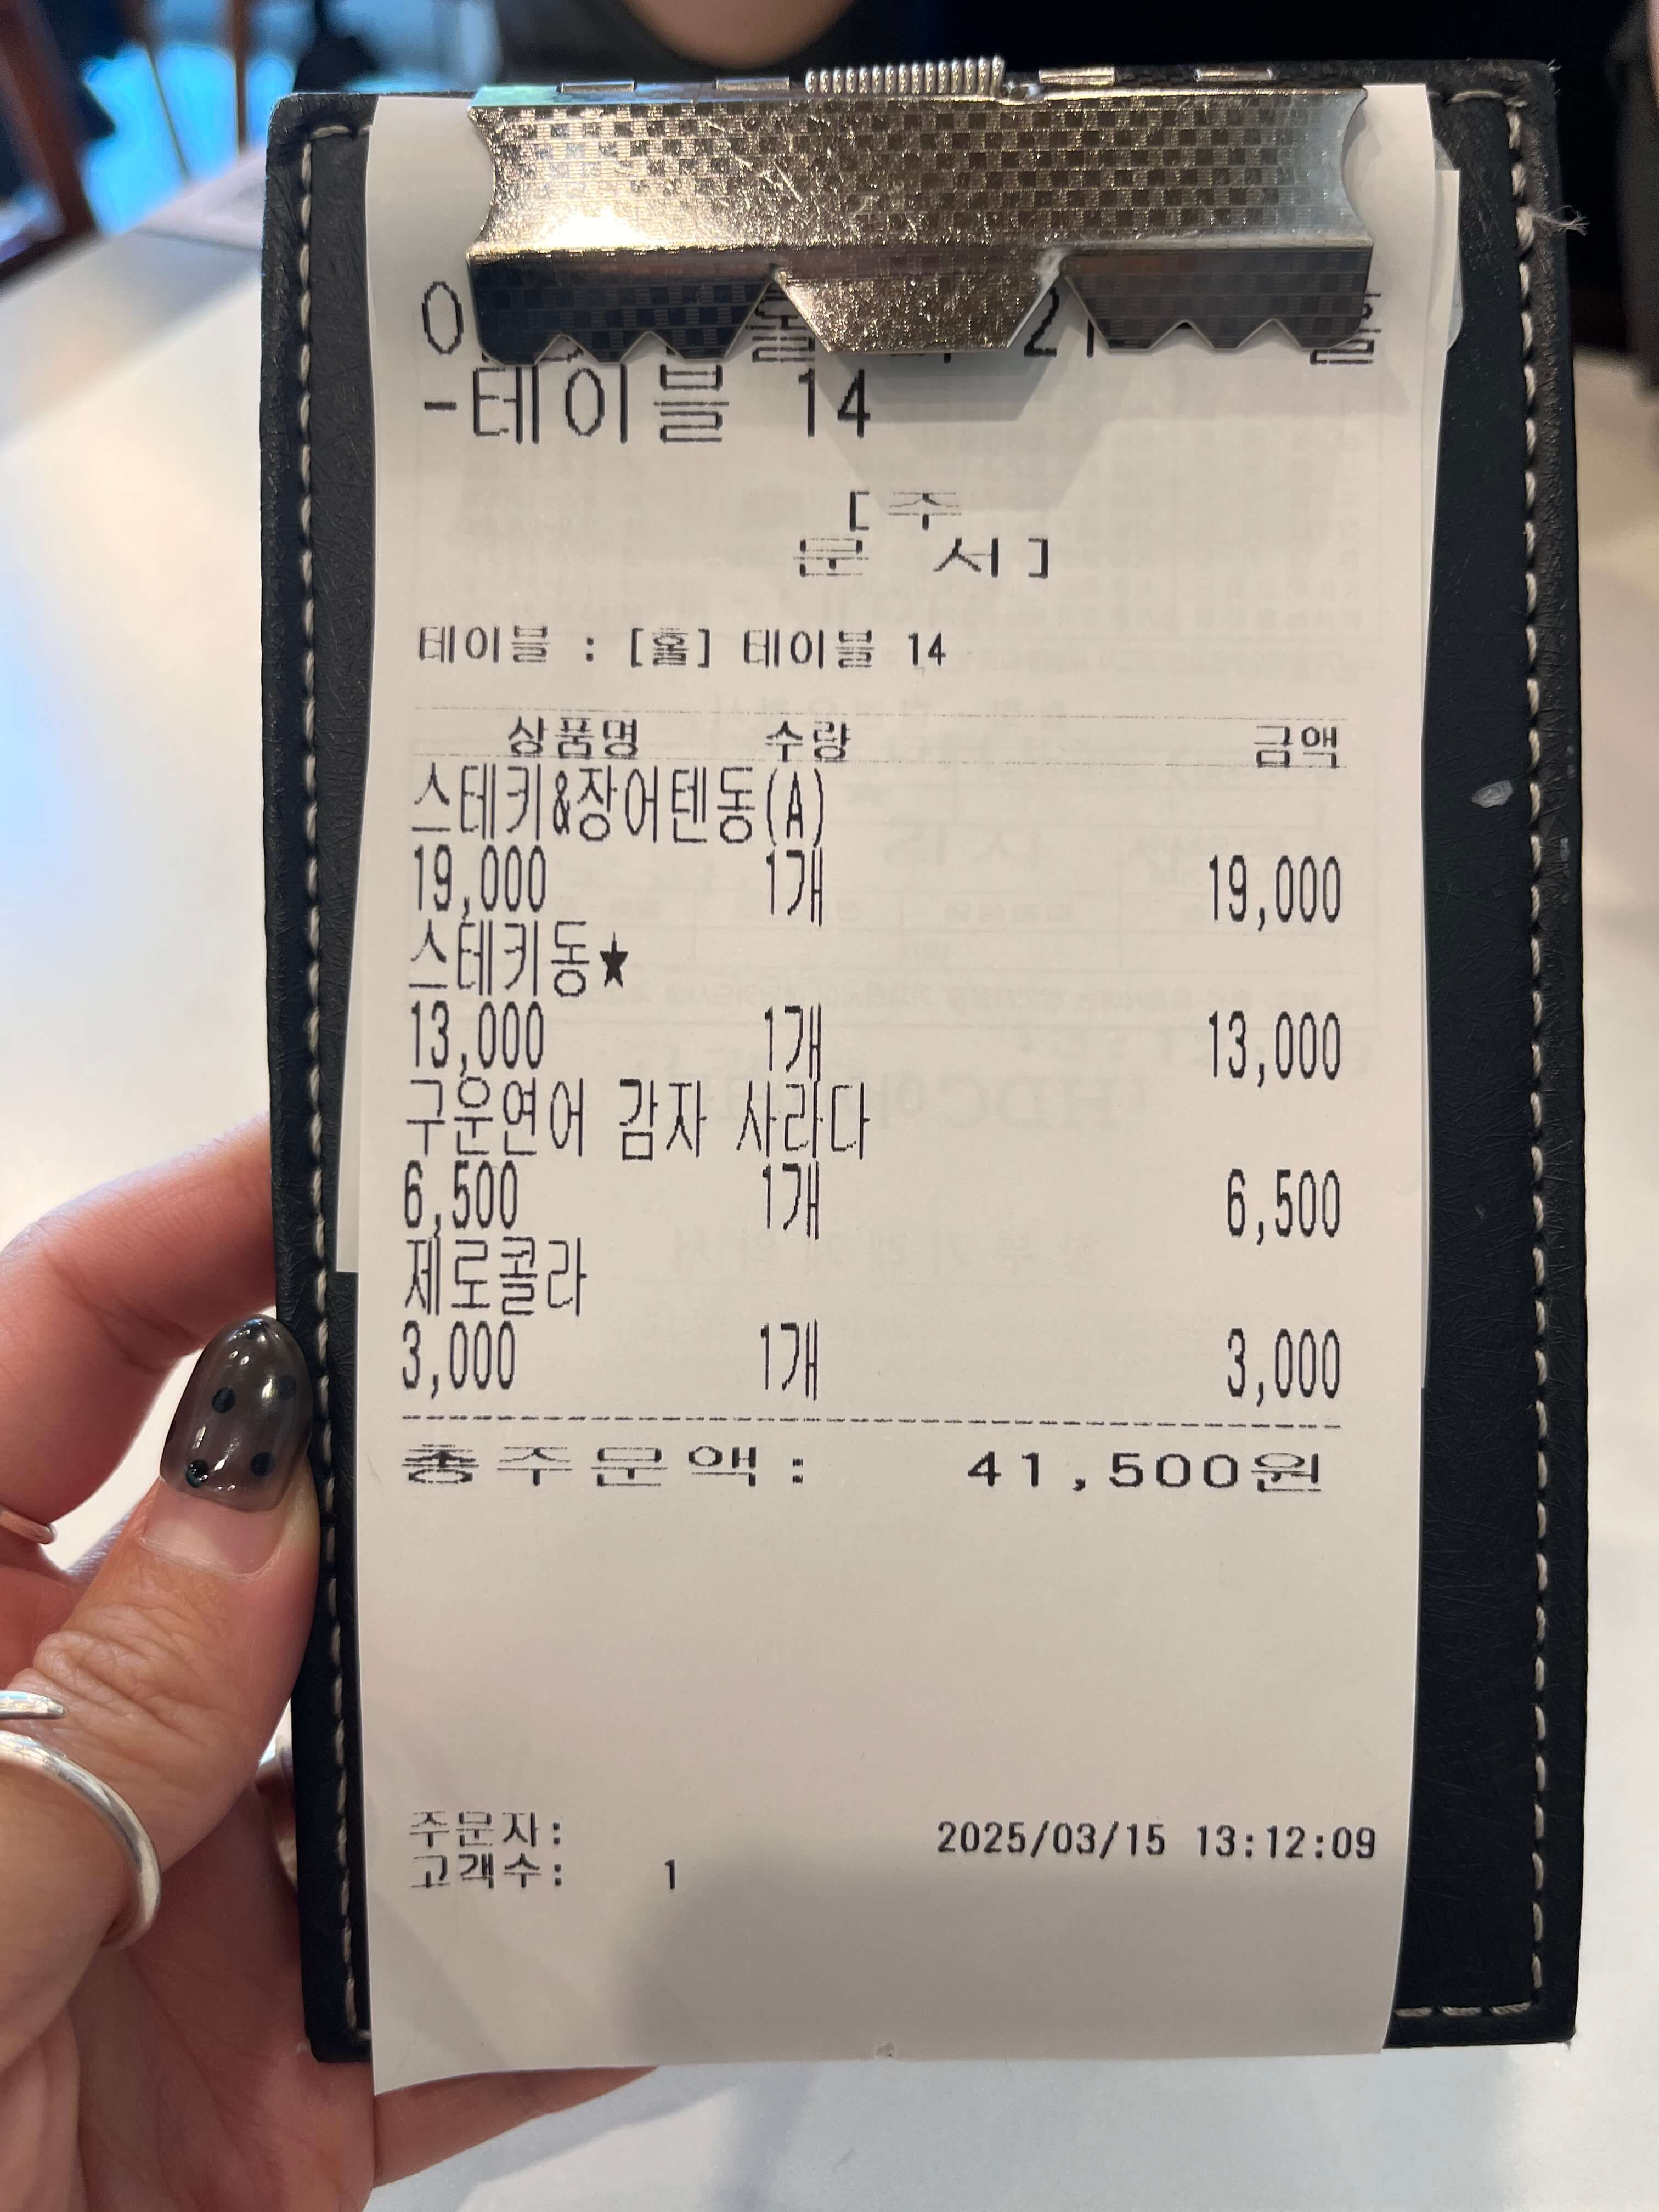 -테이블 14
[주
문 서]
테이블 : [홀] 테이블 14
상품명 수량 금액
스테키&장어텐동(A)
19,000 1개 19,000
스테키동★
13,000 1개 13,000
구운연어 감자 사라다
6,500 1개 6,500
제로콜라
3,000 1개 3,000
총주문액: 41,500원
주문자: 2025/03/15 13:12:09
고객수: 1